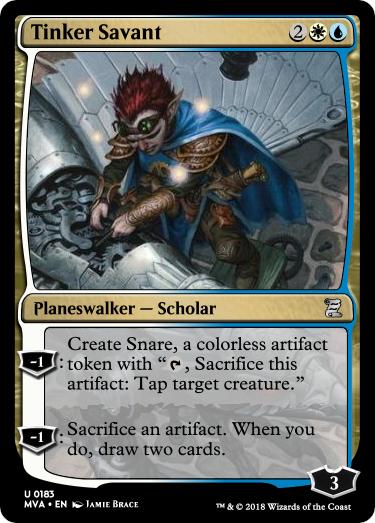 Tinker Savant 2
Planeswalker — Scholar
-1: Create Snare, a colorless artifact
token with “ , Sacrifice this
artifact: Tap target creature.”
-1: Sacrifice an artifact. When you
do, draw two cards.
3
U 0183
MVA • EN Jamie Brace
™ & © 2018 Wizards of the Coast